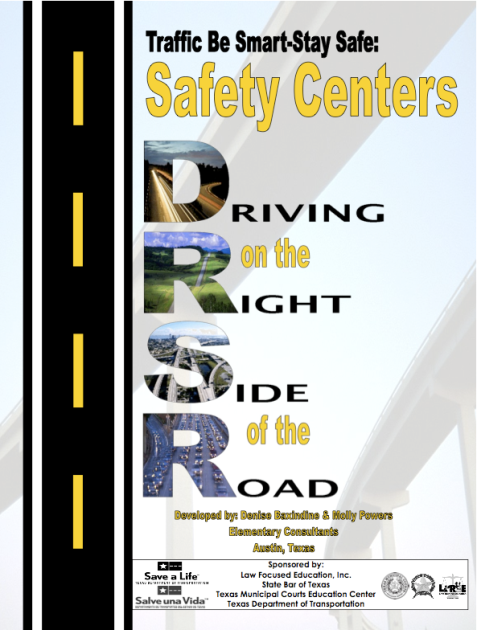 Traffic Be Smart-Stay Safe:
Safety Centers
DRIVING
on the
RIGHT
SIDE
of the
ROAD
Developed by: Denise Baxindine & Molly Powers
Elementary Consultants
Austin, Texas
Sponsored by:
Law Focused Education, Inc.
State Bar of Texas
Texas Municipal Courts Education Center
Texas Department of Transportation
Save a Life
Salve una Vida